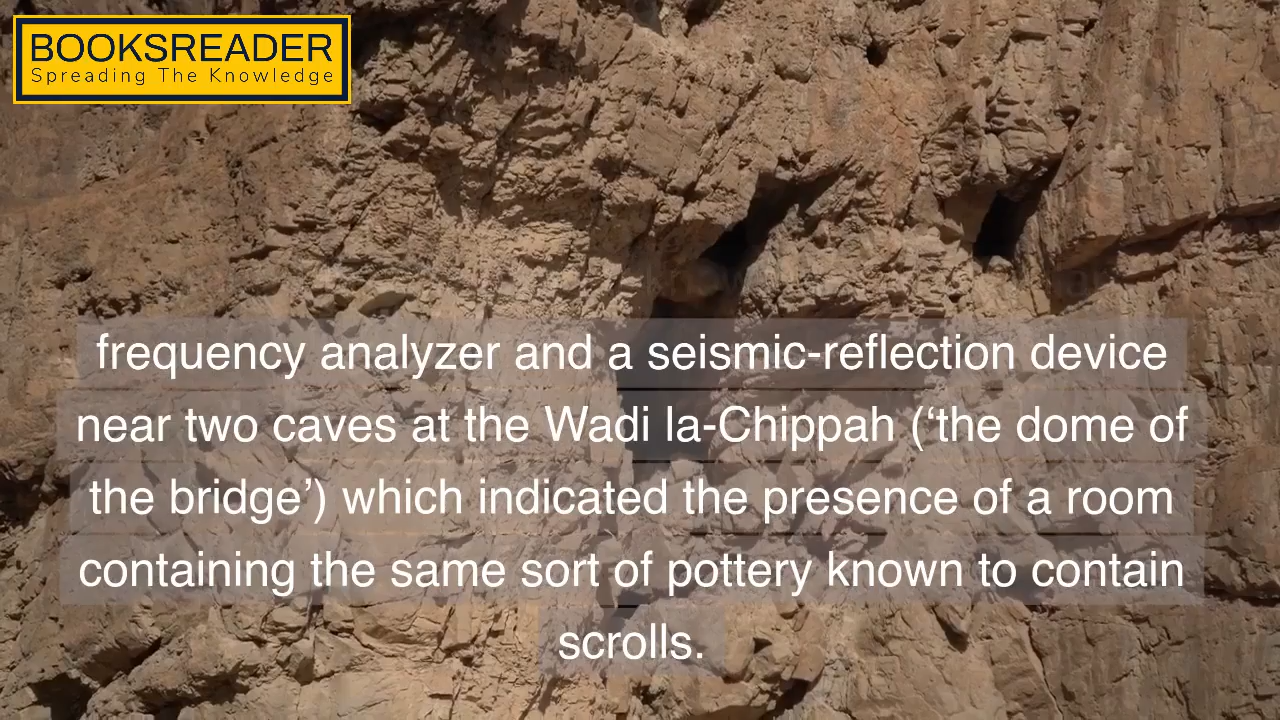 BOOKSREADER
Spreading The Knowledge
frequency analyzer and a seismic-reflection device
near two caves at the Wadi la-Chippah (‘the dome of
the bridge’) which indicated the presence of a room
containing the same sort of pottery known to contain
scrolls.